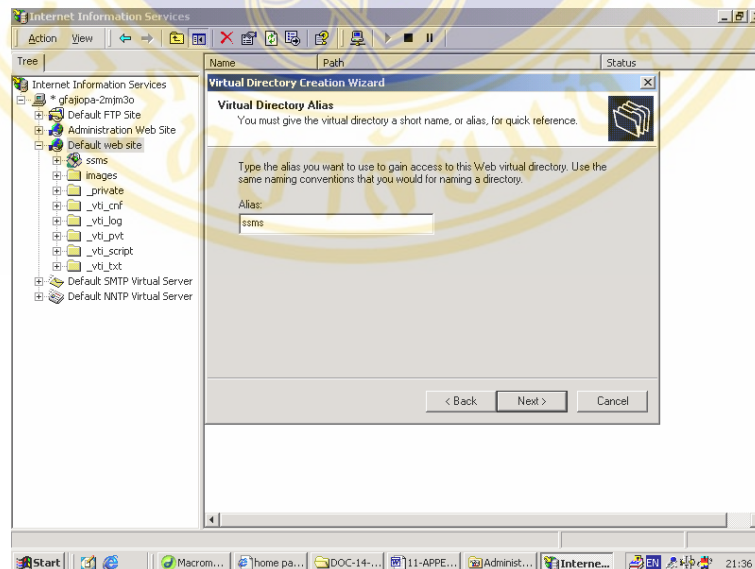 Internet Information Services
Action View
Tree
Name Path Status
Internet Information Services
* gfajiopa-2mjm3o
Default FTP Site
Administration Web Site
Default web site
ssms
images
_private
_vti_cnf
_vti_log
_vti_pvt
_vti_script
_vti_txt
Default SMTP Virtual Server
Default NNTP Virtual Server
Virtual Directory Creation Wizard
Virtual Directory Alias
You must give the virtual directory a short name, or alias, for quick reference.
Type the alias you want to use to gain access to this Web virtual directory. Use the
same naming conventions that you would for naming a directory.
Alias:
ssms
< Back Next > Cancel
Start Macrom... home pa... DOC-14-... 11-APPE... Administ... Interne... EN 21:36